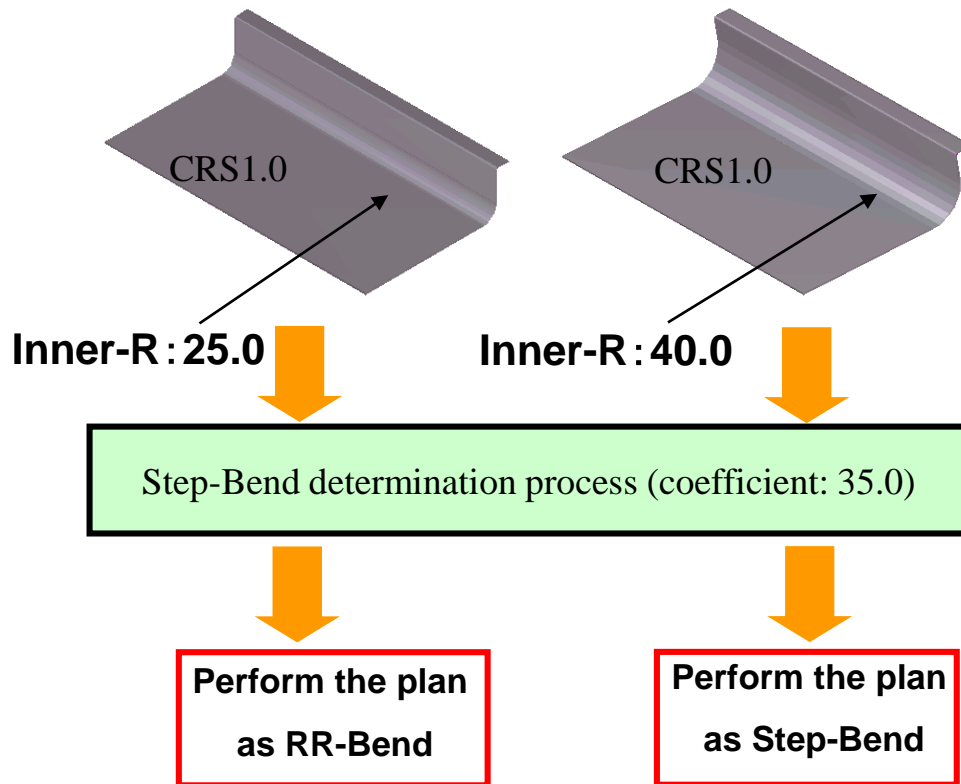 CRS1.0
CRS1.0
Inner-R：25.0
Inner-R：40.0
Step-Bend determination process (coefficient: 35.0)
Perform the plan
as RR-Bend
Perform the plan
as Step-Bend